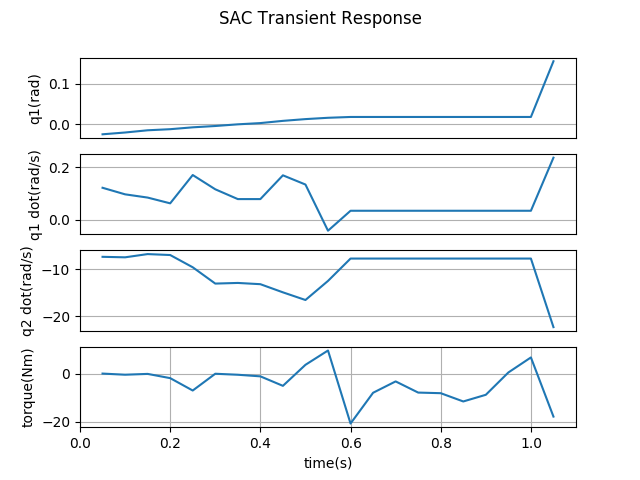 SAC Transient Response
q1(rad)
0.1
0.0
q1 dot(rad/s)
0.2
0.0
q2 dot(rad/s)
−10
−20
torque(Nm)
0
−20
0.0 0.2 0.4 0.6 0.8 1.0
time(s)